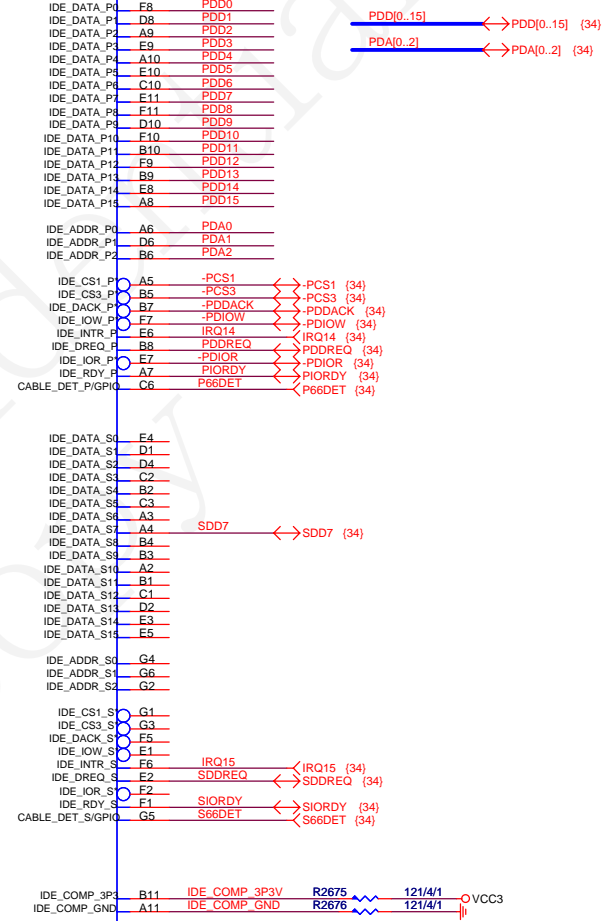 IDE_DATA_P0 F8 PDD0
IDE_DATA_P1 D8 PDD1 PDD[0..15] PDD[0..15] {34}
IDE_DATA_P2 A9 PDD2
IDE_DATA_P3 E9 PDD3 PDA[0..2] PDA[0..2] {34}
IDE_DATA_P4 A10 PDD4
IDE_DATA_P5 E10 PDD5
IDE_DATA_P6 C10 PDD6
IDE_DATA_P7 E11 PDD7
IDE_DATA_P8 F11 PDD8
IDE_DATA_P9 D10 PDD9
IDE_DATA_P10 F10 PDD10
IDE_DATA_P11 B10 PDD11
IDE_DATA_P12 F9 PDD12
IDE_DATA_P13 B9 PDD13
IDE_DATA_P14 E8 PDD14
IDE_DATA_P15 A8 PDD15
IDE_ADDR_P0 A6 PDA0
IDE_ADDR_P1 D6 PDA1
IDE_ADDR_P2 B6 PDA2
IDE_CS1_P* A5 -PCS1 -PCS1 {34}
IDE_CS3_P* B5 -PCS3 -PCS3 {34}
IDE_DACK_P* B7 -PDDACK -PDDACK {34}
IDE_IOW_P* F7 -PDIOW -PDIOW {34}
IDE_INTR_P E6 IRQ14 IRQ14 {34}
IDE_DREQ_P B8 PDDREQ PDDREQ {34}
IDE_IOR_P* E7 -PDIOR -PDIOR {34}
IDE_RDY_P A7 PIORDY PIORDY {34}
CABLE_DET_P/GPIO C6 P66DET P66DET {34}
IDE_DATA_S0 E4
IDE_DATA_S1 D1
IDE_DATA_S2 D4
IDE_DATA_S3 C2
IDE_DATA_S4 B2
IDE_DATA_S5 C3
IDE_DATA_S6 A3
IDE_DATA_S7 A4 SDD7 SDD7 {34}
IDE_DATA_S8 B4
IDE_DATA_S9 B3
IDE_DATA_S10 A2
IDE_DATA_S11 B1
IDE_DATA_S12 C1
IDE_DATA_S13 D2
IDE_DATA_S14 E3
IDE_DATA_S15 E5
IDE_ADDR_S0 G4
IDE_ADDR_S1 G6
IDE_ADDR_S2 G2
IDE_CS1_S* G1
IDE_CS3_S* G3
IDE_DACK_S* F5
IDE_IOW_S* E1
IDE_INTR_S F6 IRQ15 IRQ15 {34}
IDE_DREQ_S E2 SDDREQ SDDREQ {34}
IDE_IOR_S* F2
IDE_RDY_S F1 SIORDY SIORDY {34}
CABLE_DET_S/GPIO G5 S66DET S66DET {34}
IDE_COMP_3P3 B11 IDE_COMP_3P3V R2675 121/4/1 VCC3
IDE_COMP_GND A11 IDE_COMP_GND R2676 121/4/1